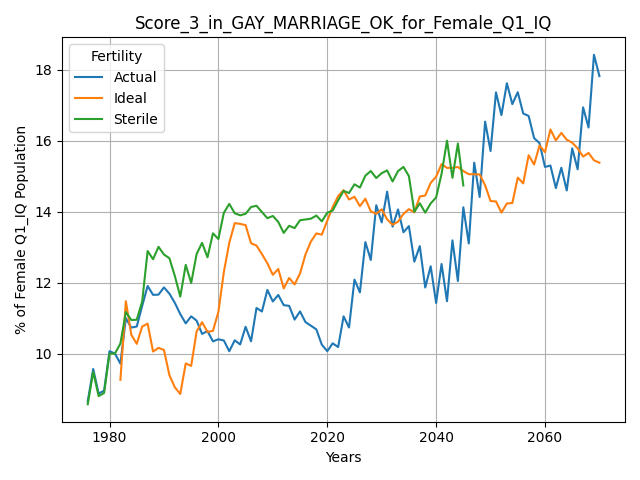 Score_3_in_GAY_MARRIAGE_OK_for_Female_Q1_IQ
Fertility
Actual
Ideal
Sterile
% of Female Q1_IQ Population
18
16
14
12
10
1980
2000
2020
2040
2060
Years